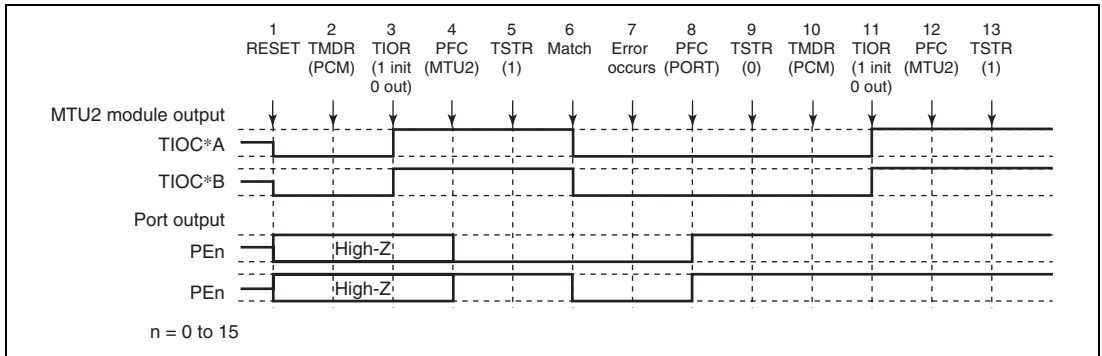 1 2 3 4 5 6 7 8 9 10 11 12 13
RESET TMDR TIOR PFC TSTR Match Error PFC TSTR TMDR TIOR PFC TSTR
(PCM) (1 init (MTU2) (1) occurs (PORT) (0) (PCM) (1 init (MTU2) (1)
0 out) 0 out)
MTU2 module output
TIOC*A
TIOC*B
Port output
PEn High-Z
PEn High-Z
n = 0 to 15